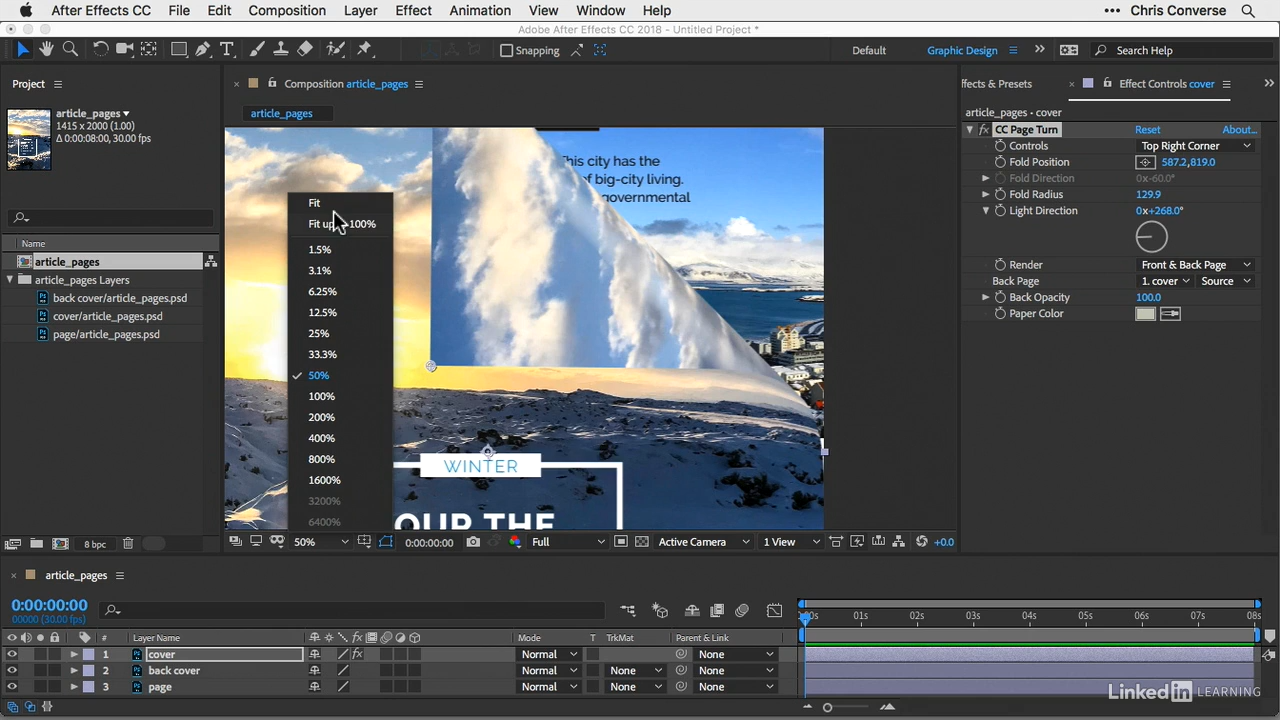 After Effects CC File Edit Composition Layer Effect Animation View Window Help ••• Chris Converse
Adobe After Effects CC 2018 - Untitled Project *
Snapping Default Graphic Design Search Help
Project
Composition article_pages
Effect Controls cover
article_pages
1415 x 2000 (1.00)
Δ 0:00:08:00, 30.00 fps
article_pages
article_pages • cover
CC Page Turn Reset About...
Controls Top Right Corner
Fold Position 587.2,819.0
Fold Direction 0x-60.0°
Fold Radius 129.9
Light Direction 0x+268.0°
Render Front & Back Page
Back Page 1. cover Source
Back Opacity 100.0
Paper Color
Name
article_pages
article_pages Layers
back cover/article_pages.psd
cover/article_pages.psd
page/article_pages.psd
This city has the
of big-city living.
governmental
Fit
Fit up 100%
1.5%
3.1%
6.25%
12.5%
25%
33.3%
50%
100%
200%
400%
800%
1600%
3200%
6400%
WINTER
OUR THE
8 bpc
50% 0:00:00:00 Full Active Camera 1 View +0.0
article_pages
0:00:00:00
00000 (30.00 fps)
01s 02s 03s 04s 05s 06s 07s 08s
# Layer Name Mode T TrkMat Parent & Link
1 cover Normal None
2 back cover Normal None None
3 page Normal None None
Linked in LEARNING